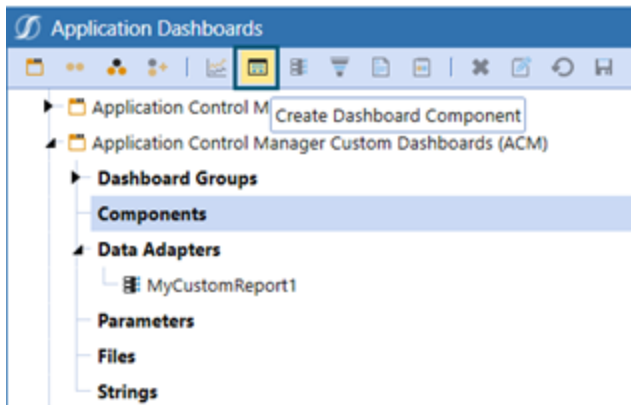 Application Dashboards
Application Control M
Create Dashboard Component
Application Control Manager Custom Dashboards (ACM)
Dashboard Groups
Components
Data Adapters
MyCustomReport1
Parameters
Files
Strings